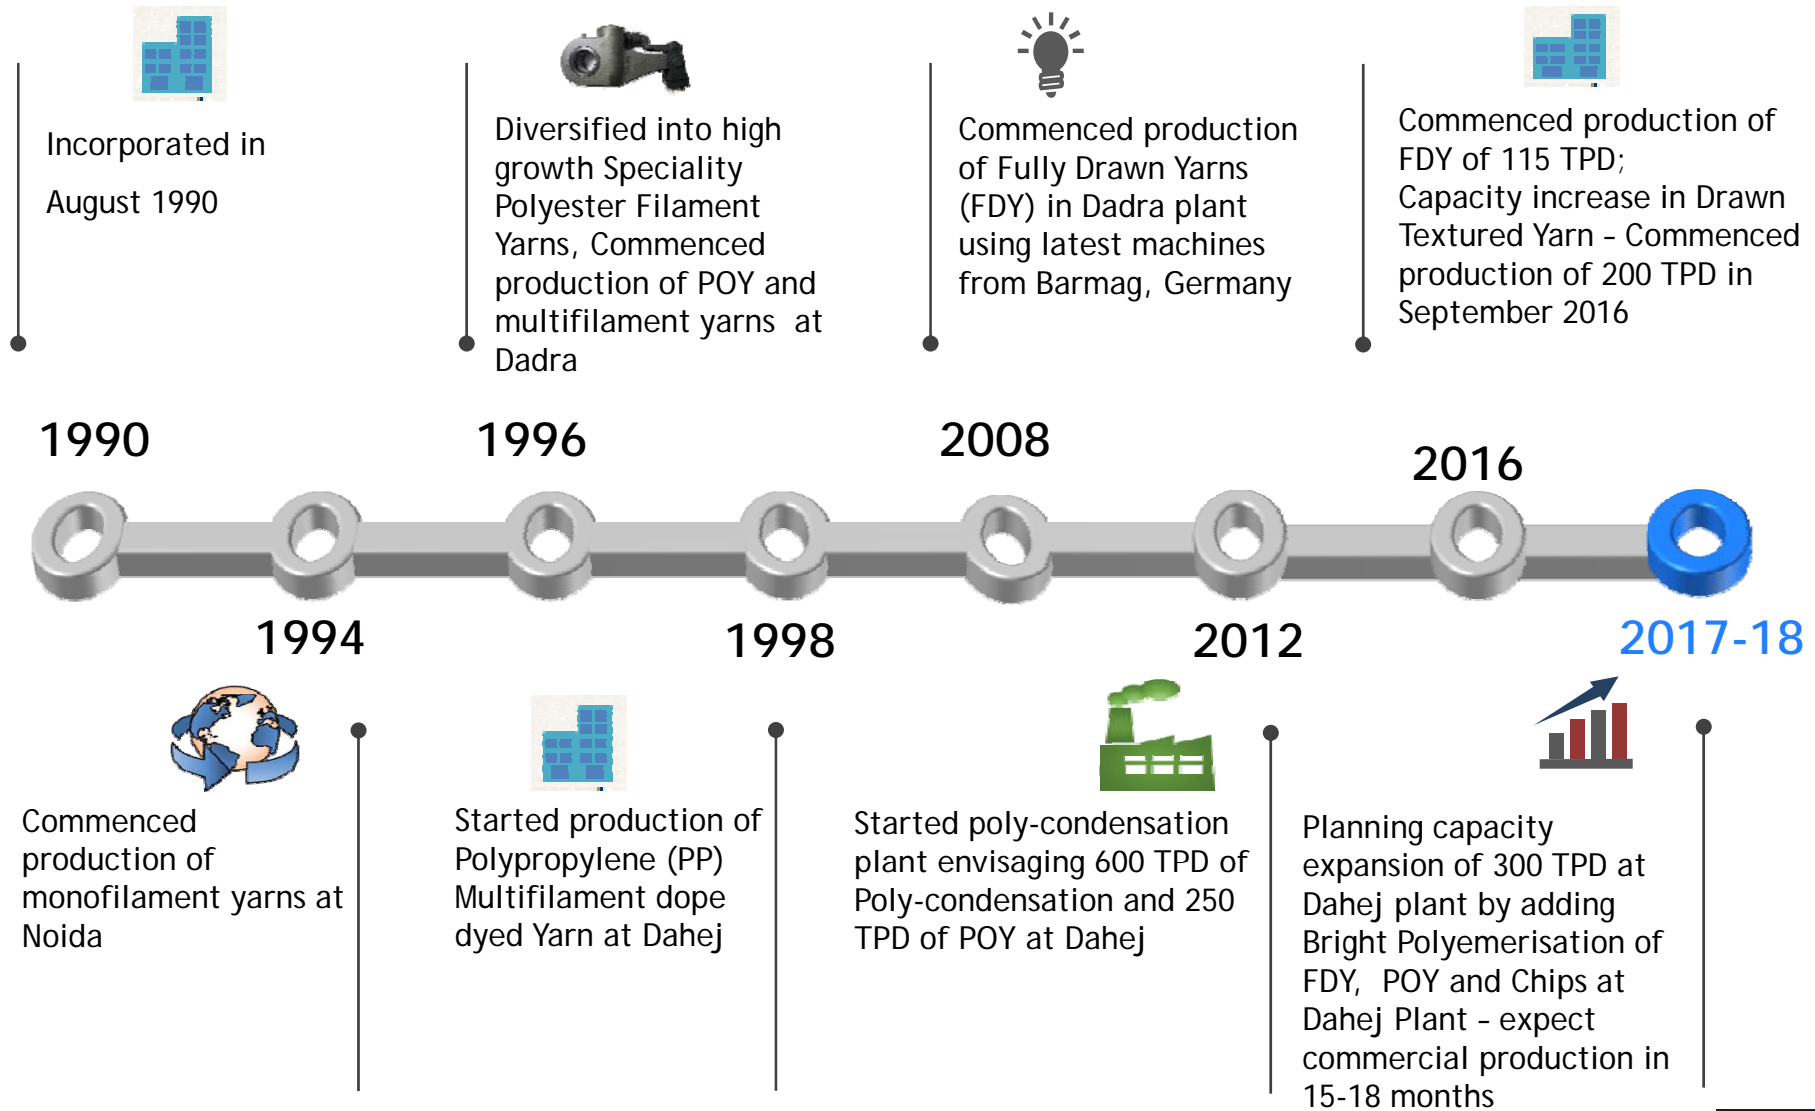 Incorporated in
August 1990
Diversified into high
growth Speciality
Polyester Filament
Yarns, Commenced
production of POY and
multifilament yarns  at
Dadra
Commenced production
of Fully Drawn Yarns
(FDY) in Dadra plant
using latest machines
from Barmag, Germany
Commenced production of
FDY of 115 TPD;
Capacity increase in Drawn
Textured Yarn – Commenced
production of 200 TPD in
September 2016
1990
1996
2008
2016
1994
1998
2012
2017-18
Commenced
production of
monofilament yarns at
Noida
Started production of
Polypropylene (PP)
Multifilament dope
dyed Yarn at Dahej
Started poly-condensation
plant envisaging 600 TPD of
Poly-condensation and 250
TPD of POY at Dahej
Planning capacity
expansion of 300 TPD at
Dahej plant by adding
Bright Polyemerisation of
FDY,  POY and Chips at
Dahej Plant – expect
commercial production in
15-18 months